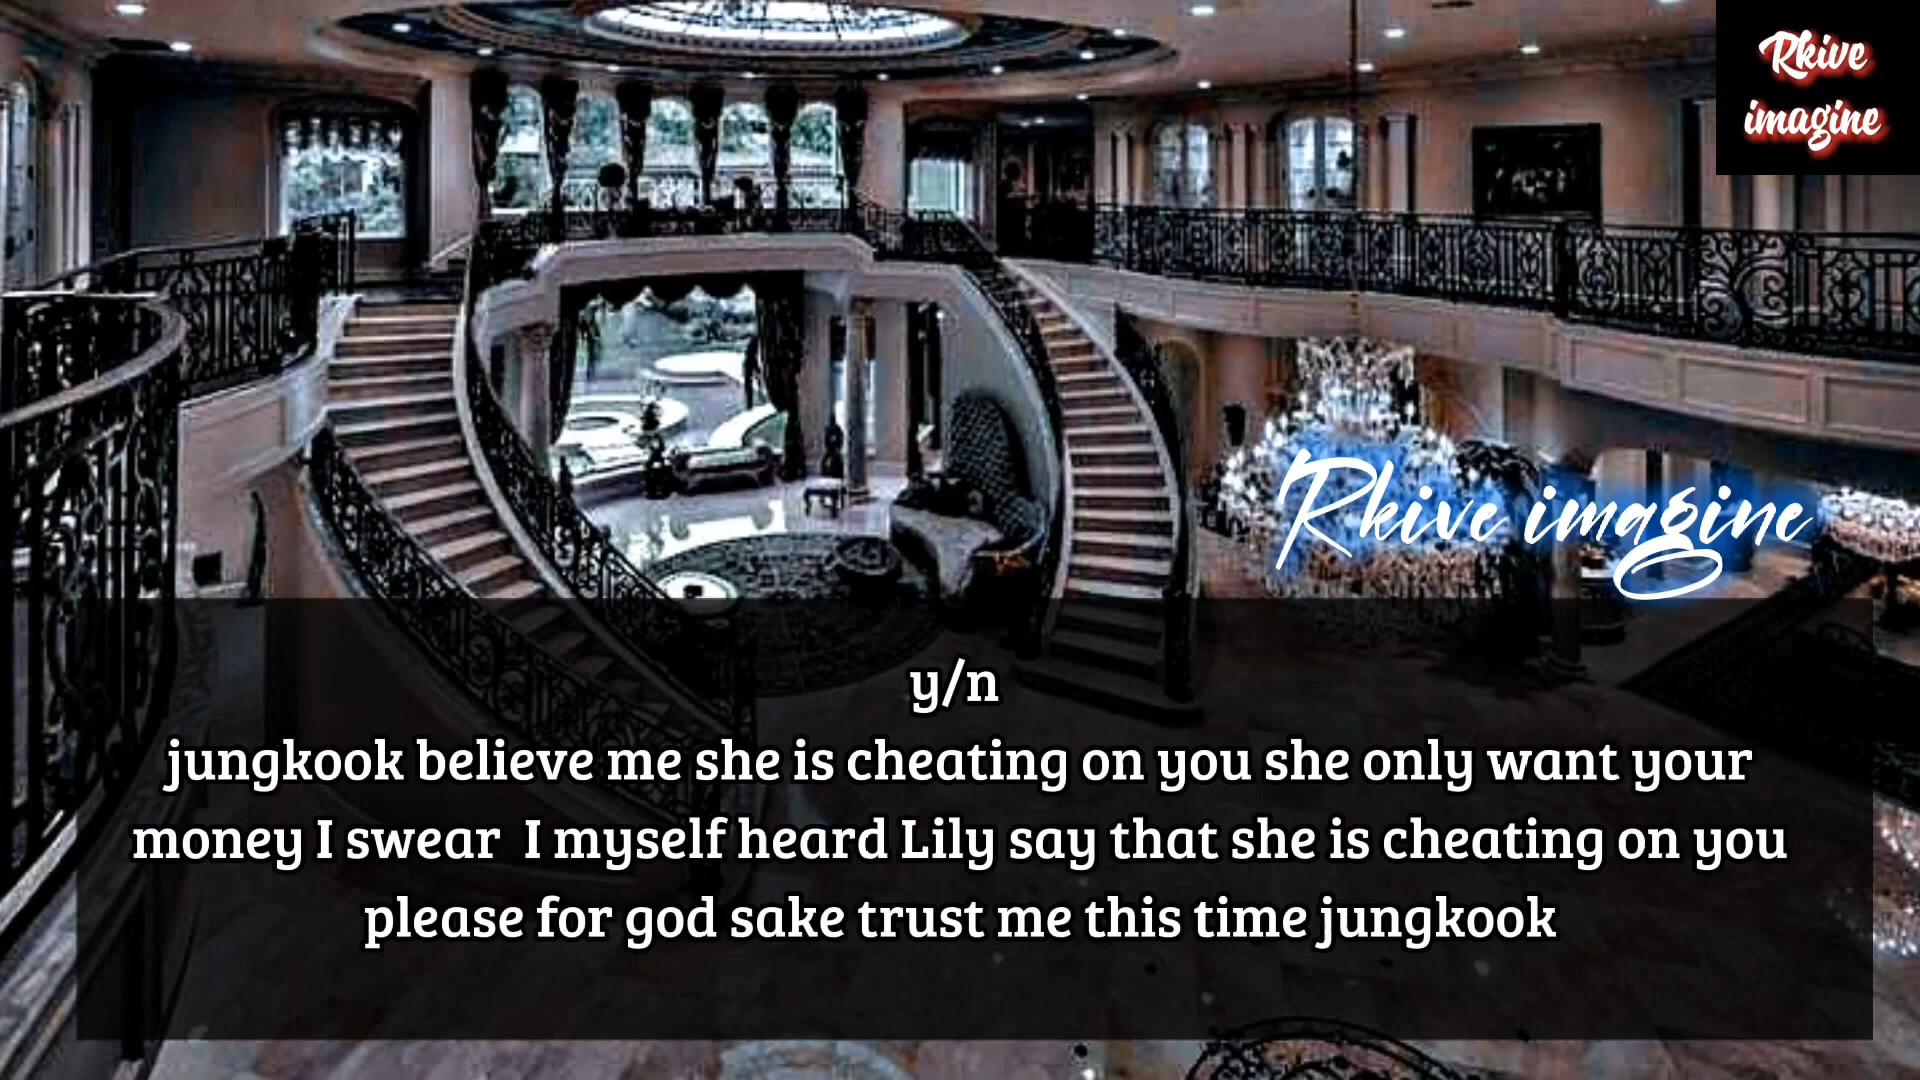 Rkive
imagine
Rkive imagine
y/n
jungkook believe me she is cheating on you she only want your
money I swear  I myself heard Lily say that she is cheating on you
please for god sake trust me this time jungkook